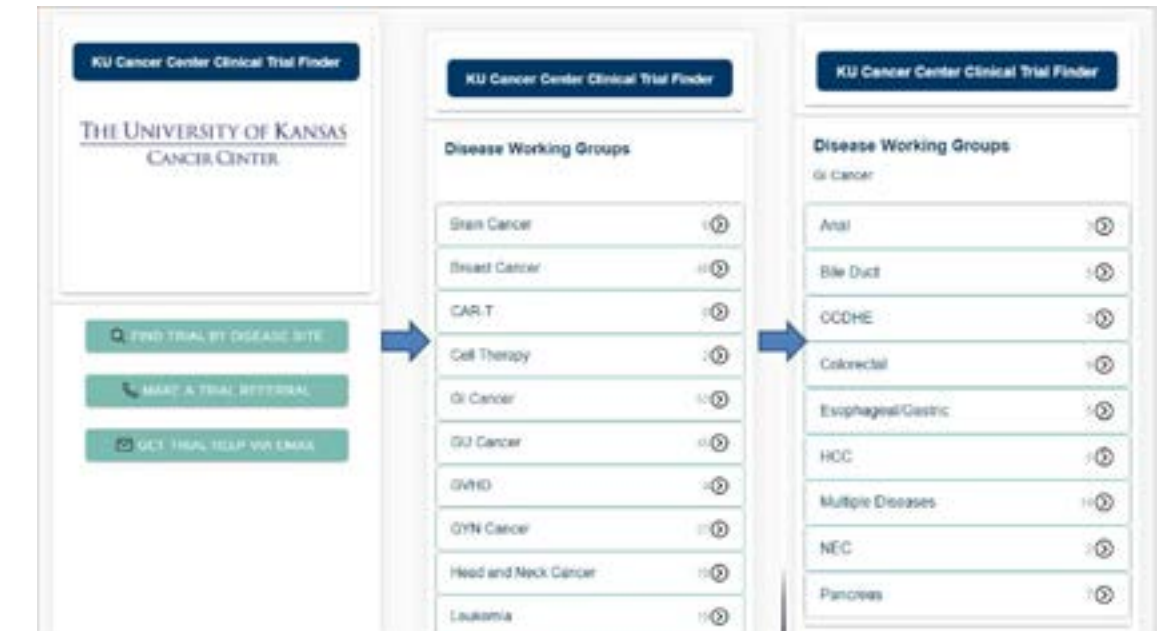 KU Cancer Center Clinical Trial Finder
THE UNIVERSITY OF KANSAS
CANCER CENTER
FIND TRIAL BY DISEASE SITE
MAKE A TRIAL REFERRAL
GET TRIAL HELP VIA EMAIL
KU Cancer Center Clinical Trial Finder
Disease Working Groups
Brain Cancer
Breast Cancer
CAR-T
Cell Therapy
GI Cancer
GU Cancer
GVHD
GYN Cancer
Head and Neck Cancer
Leukemia
KU Cancer Center Clinical Trial Finder
Disease Working Groups
GI Cancer
Anal
Bile Duct
Colorectal
Esophageal/Gastric
HCC
Multiple Diseases
NEC
Pancreas